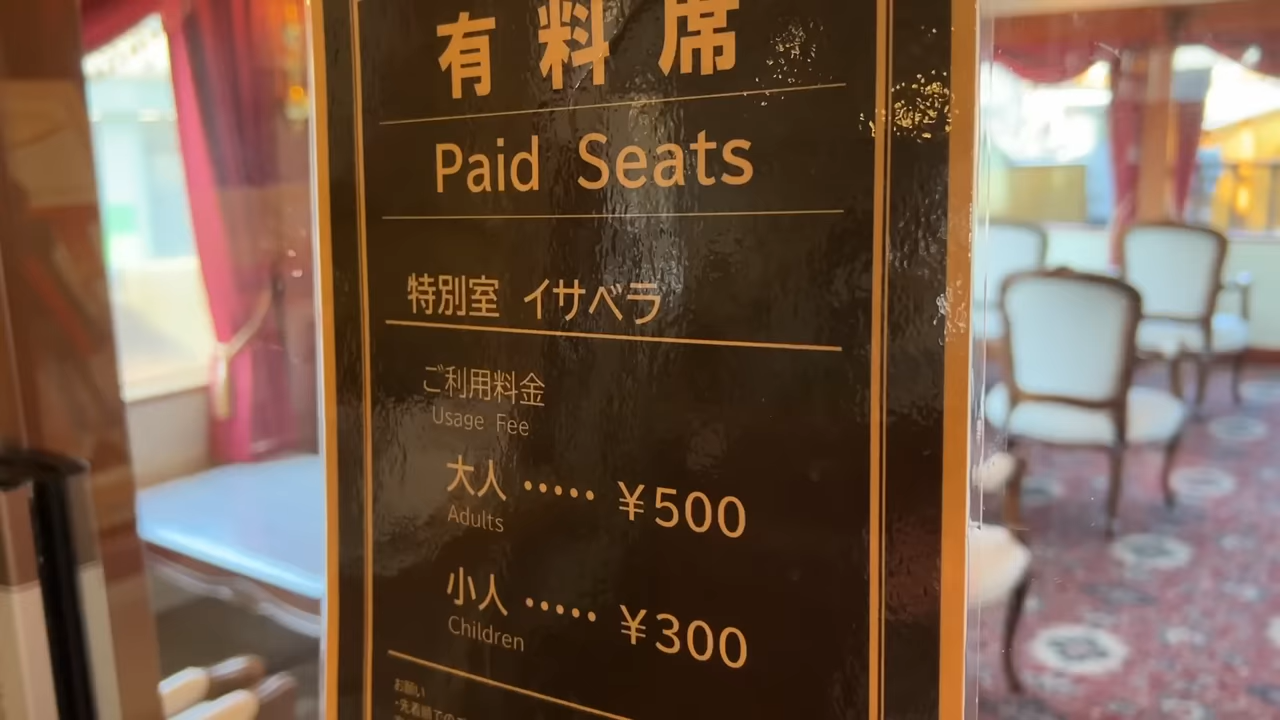 有料席
Paid Seats
特別室 イサベラ
ご利用料金
Usage Fee
大人 ····· ￥500
Adults
小人 ····· ￥300
Children
お願い